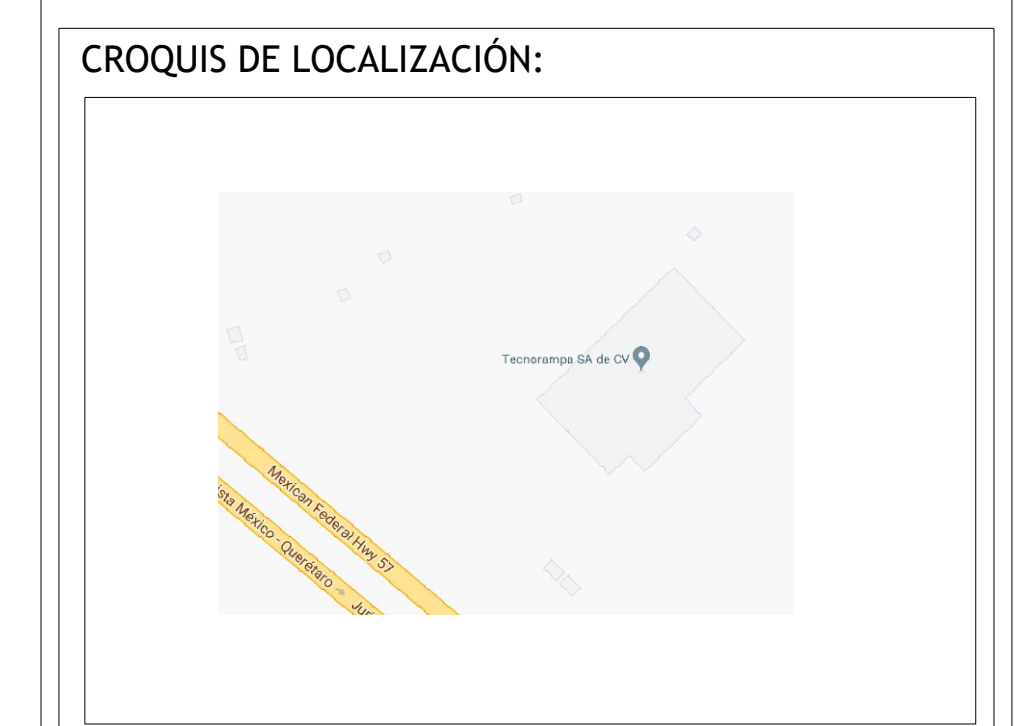 CROQUIS DE LOCALIZACIÓN:
Tecnorampa SA de CV
Mexican Federal Hwy 57
ista México - Querétaro